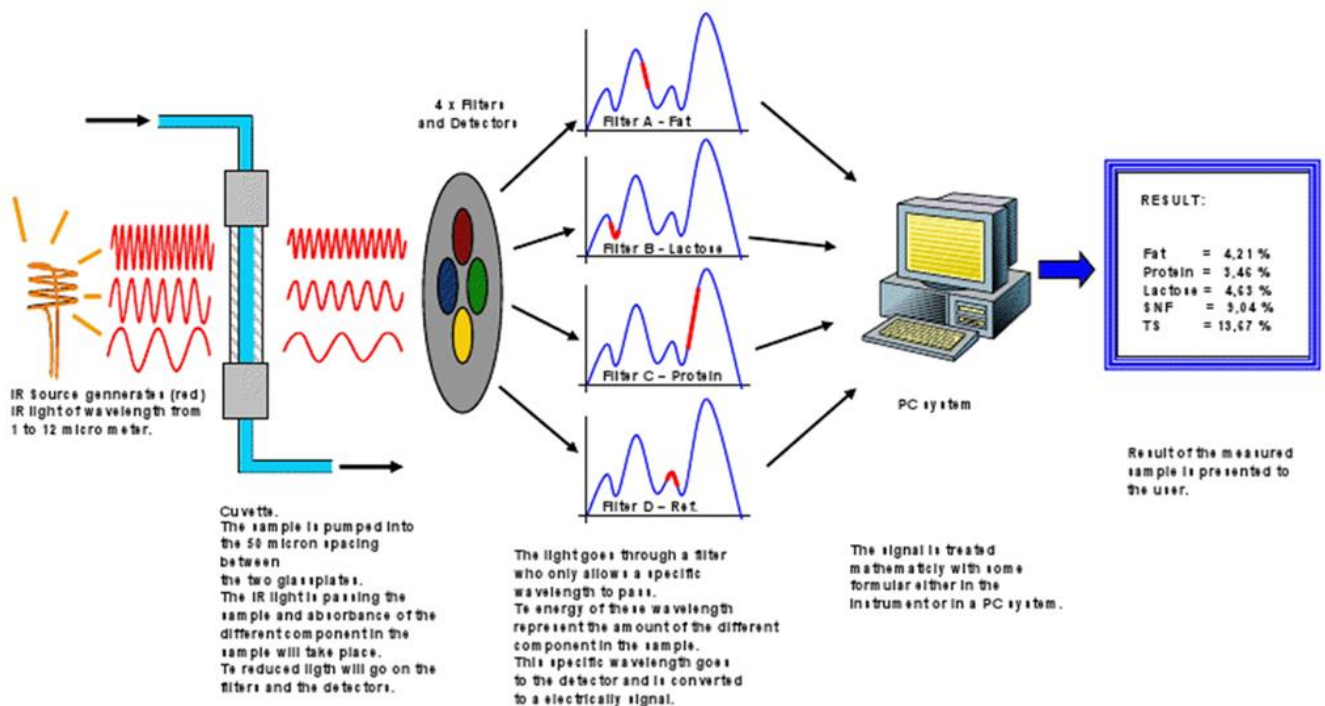 4 x Filters
and Detectors
Filter A - Fat
Filter B - Lactose
Filter C - Protein
Filter D - Ref.
IR Source gennerates (red)
IR light of wavelength from
1 to 12 micro meter.
Cuvette.
The sample is pumped into
the 50 micron spacing
between
the two glassplates.
The IR light is passing the
sample and absorbance of the
different component in the
sample will take place.
Te reduced ligth will go on the
filters and the detectors.
The light goes through a filter
who only allows a specific
wavelength to pass.
Te energy of these wavelength
represent the amount of the different
component in the sample.
This specific wavelength goes
to the detector and is converted
to a electrically signal.
PC system
The signal is treated
mathematicly with some
formular either in the
instrument or in a PC system.
RESULT:
Fat = 4,21 %
Protein = 3,46 %
Lactose = 4,63 %
SNF = 9,04 %
TS = 13,67 %
Result of the measured
sample is presented to
the user.